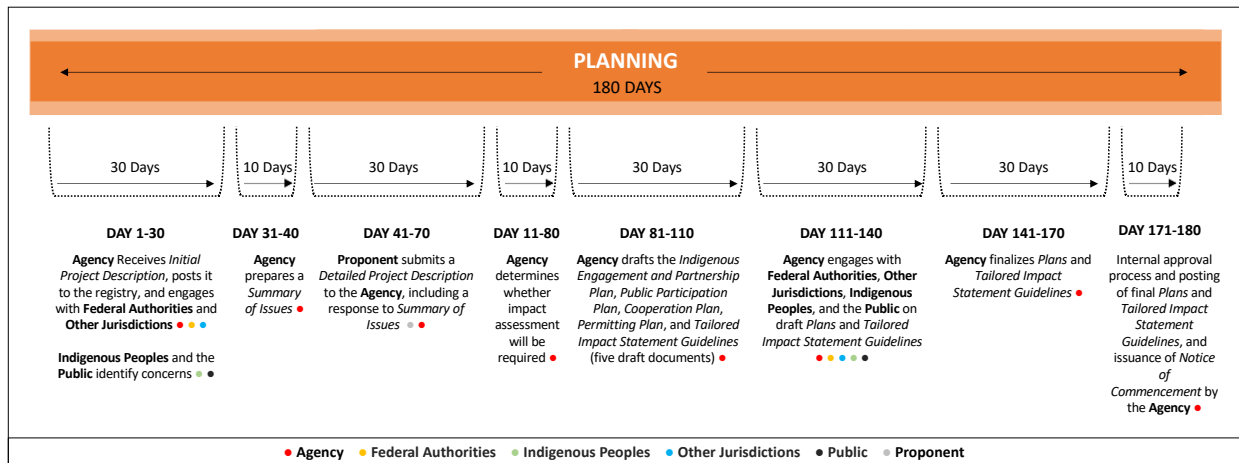 PLANNING
180 DAYS
30 Days
10 Days
30 Days
10 Days
30 Days
30 Days
30 Days
10 Days
DAY 1-30
Agency Receives Initial
Project Description, posts it
to the registry, and engages
with Federal Authorities and
Other Jurisdictions
Indigenous Peoples and the
Public identify concerns
DAY 31-40
Agency
prepares a
Summary
of Issues
DAY 41-70
Proponent submits a
Detailed Project Description
to the Agency, including a
response to Summary of
Issues
DAY 11-80
Agency
determines
whether
impact
assessment
will be
required
DAY 81-110
Agency drafts the Indigenous
Engagement and Partnership
Plan, Public Participation
Plan, Cooperation Plan,
Permitting Plan, and Tailored
Impact Statement Guidelines
(five draft documents)
DAY 111-140
Agency engages with
Federal Authorities, Other
Jurisdictions, Indigenous
Peoples, and the Public on
draft Plans and Tailored
Impact Statement Guidelines
DAY 141-170
Agency finalizes Plans and
Tailored Impact
Statement Guidelines
DAY 171-180
Internal approval
process and posting
of final Plans and
Tailored Impact
Statement
Guidelines, and
issuance of Notice
of
Commencement by
the Agency
Agency Federal Authorities Indigenous Peoples Other Jurisdictions Public Proponent